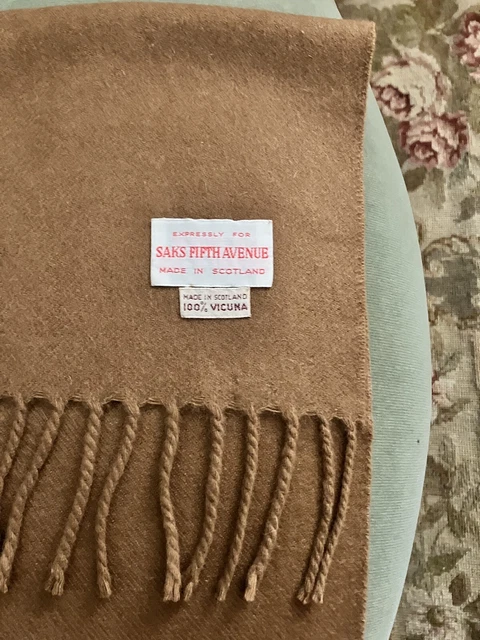 EXPRESSLY FOR
SAKS FIFTH AVENUE
MADE IN SCOTLAND
MADE IN SCOTLAND
100% VICUNA